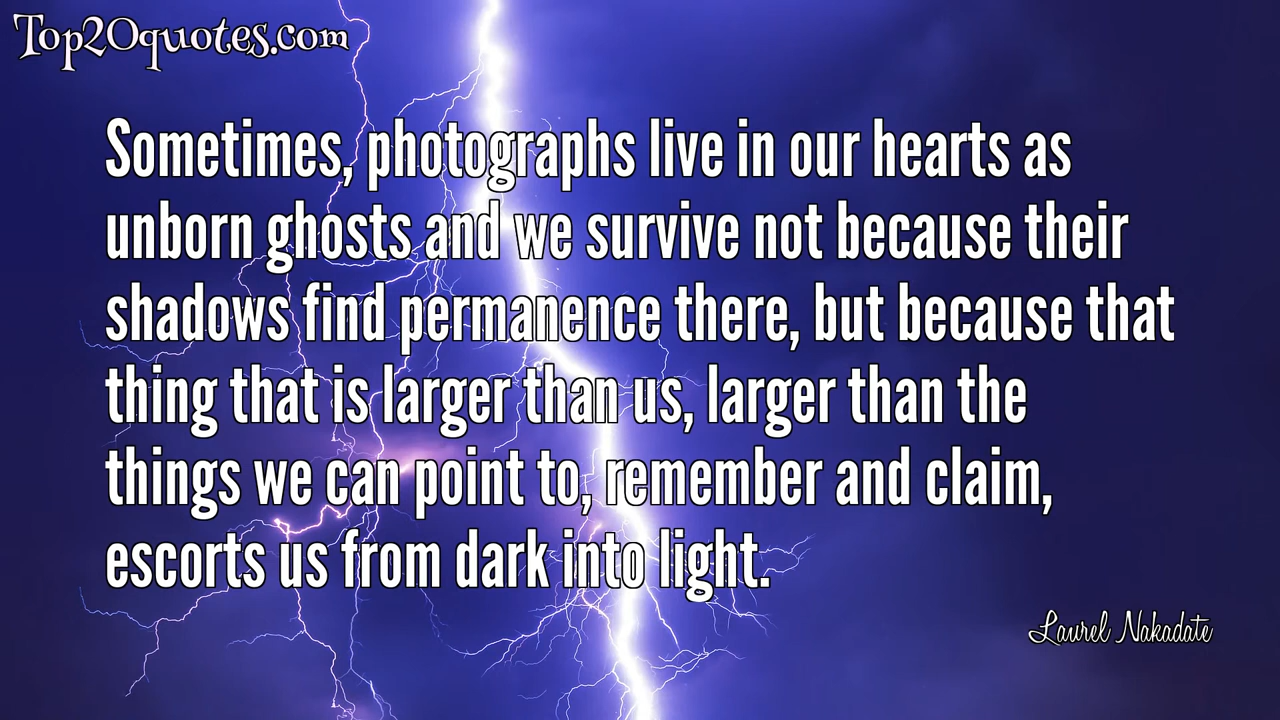 Top20quotes.com
Sometimes, photographs live in our hearts as
unborn ghosts and we survive not because their
shadows find permanence there, but because that
thing that is larger than us, larger than the
things we can point to, remember and claim,
escorts us from dark into light.
Laurel Nakadate